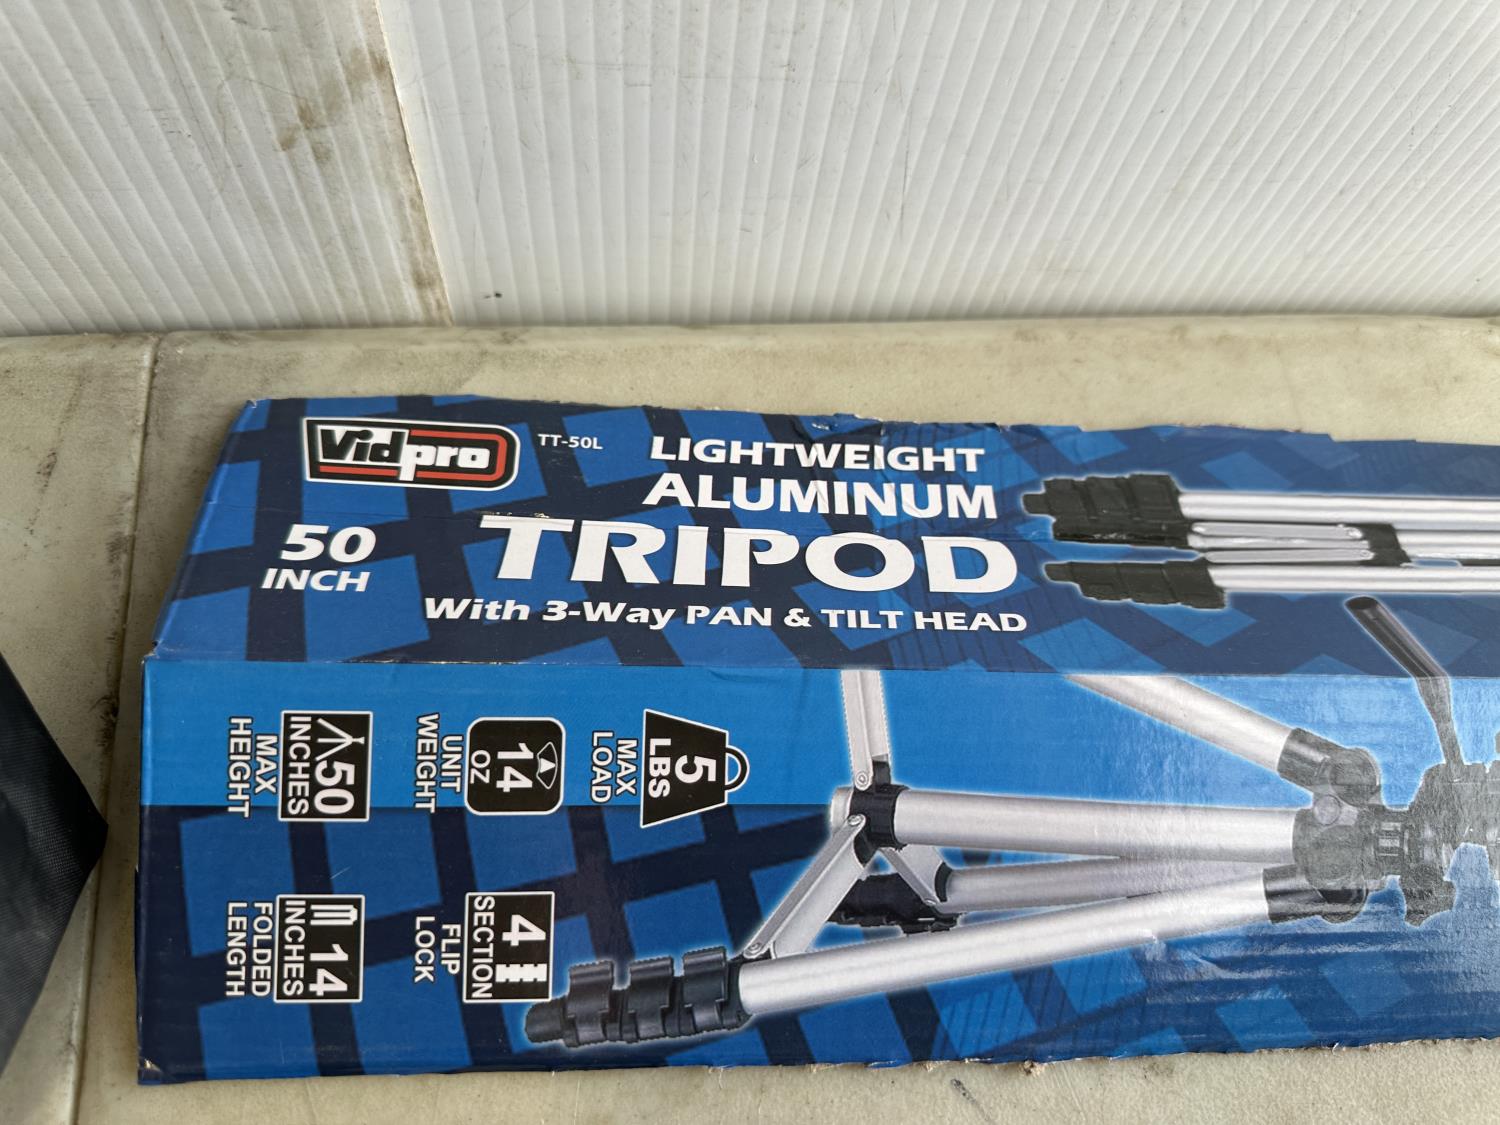 Vidpro
TT-50L
LIGHTWEIGHT
ALUMINUM
TRIPOD
With 3-Way PAN & TILT HEAD
50
INCH
5
LBS
MAX
LOAD
14
OZ
UNIT
WEIGHT
50
INCHES
MAX
HEIGHT
4
SECTION
FLIP
LOCK
14
INCHES
FOLDED
LENGTH